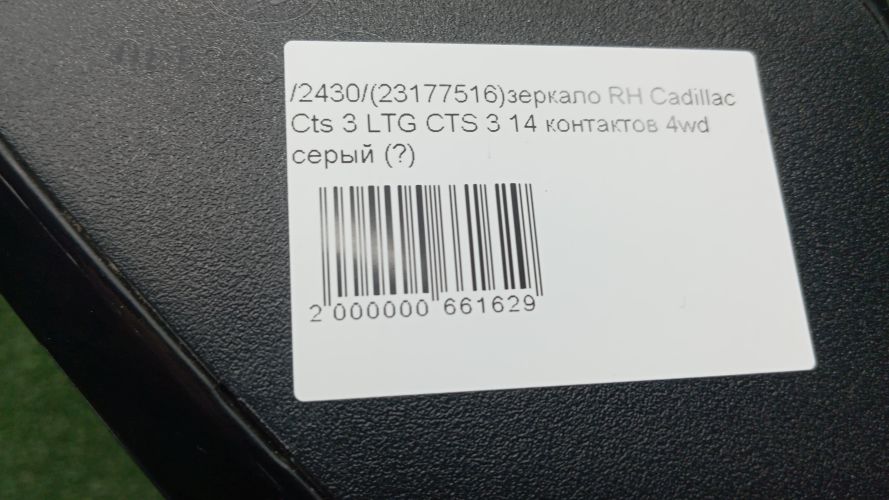 /2430/(23177516)зеркало RH Cadillac
Cts 3 LTG CTS 3 14 контактов 4wd
серый (?)
2 000000 661629